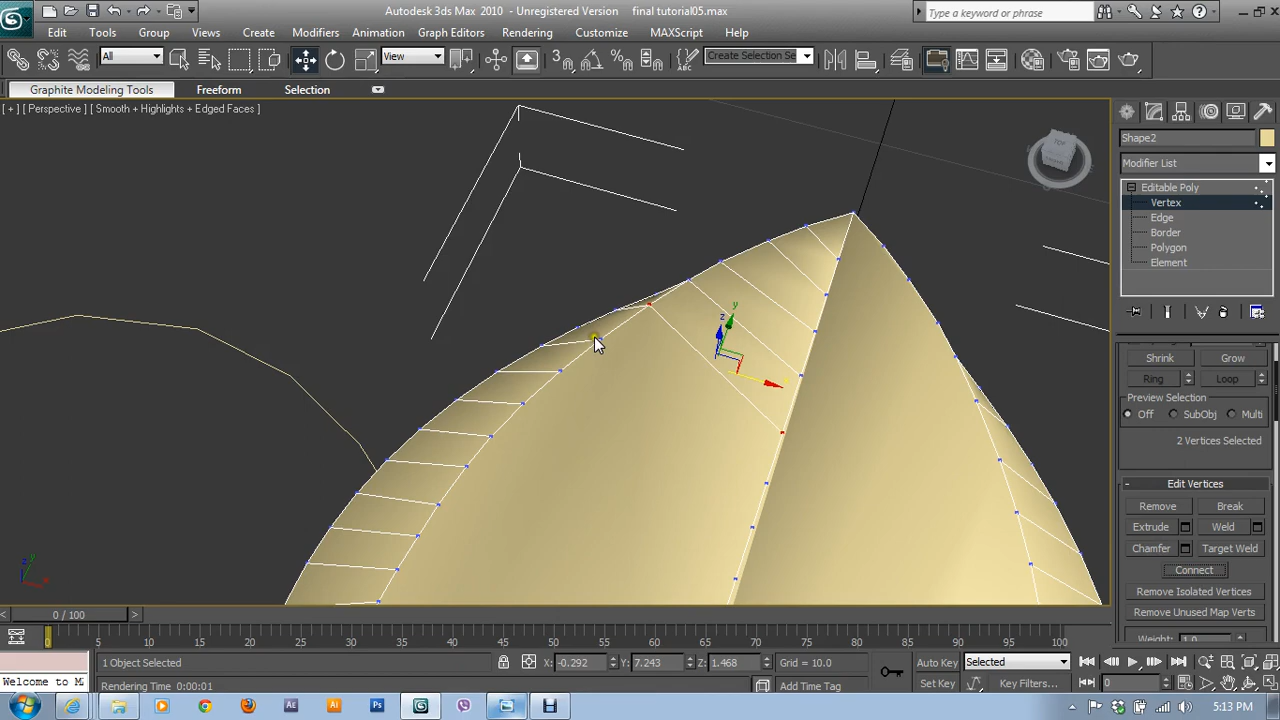 Autodesk 3ds Max 2010 - Unregistered Version final tutorial05.max
Type a keyword or phrase
Edit Tools Group Views Create Modifiers Animation Graph Editors Rendering Customize MAXScript Help
All View Create Selection Se
Graphite Modeling Tools Freeform Selection
[ + ] [ Perspective ] [ Smooth + Highlights + Edged Faces ]
TOP
Shape2
Modifier List
Editable Poly
Vertex
Edge
Border
Polygon
Element
Shrink Grow
Ring Loop
Preview Selection
Off SubObj Multi
2 Vertices Selected
- Edit Vertices
Remove Break
Extrude Weld
Chamfer Target Weld
Connect
Remove Isolated Vertices
Remove Unused Map Verts
Weight: 1.0
z y x
z y
0 / 100
0 5 10 15 20 25 30 35 40 45 50 55 60 65 70 75 80 85 90 95 100
1 Object Selected X: -0.292 Y: 7.243 Z: 1.468 Grid = 10.0 Auto Key Selected
Welcome to M Rendering Time 0:00:01 Add Time Tag Set Key Key Filters... 0
5:13 PM